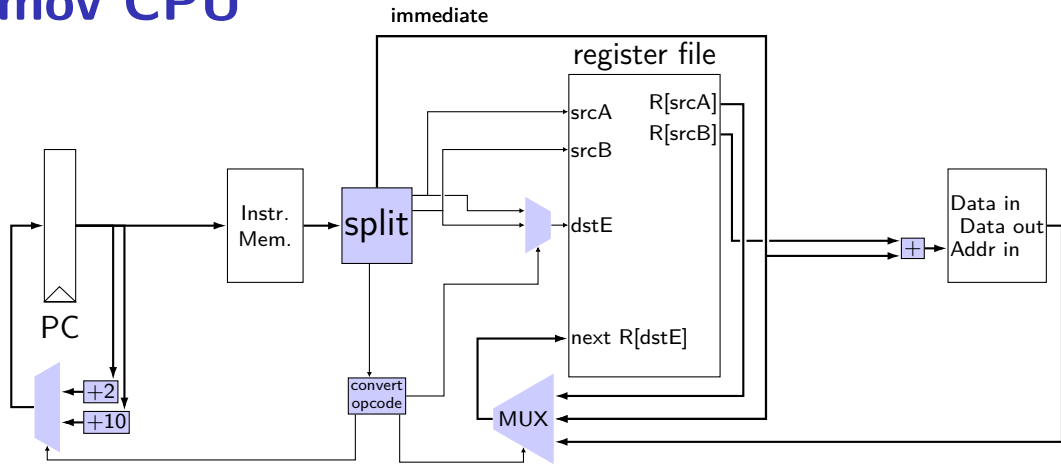 mov CPU
immediate
register file
srcA
R[srcA]
R[srcB]
srcB
Instr.
Mem.
split
dstE
Data in
Data out
Addr in
+
PC
next R[dstE]
convert
opcode
+2
+10
MUX